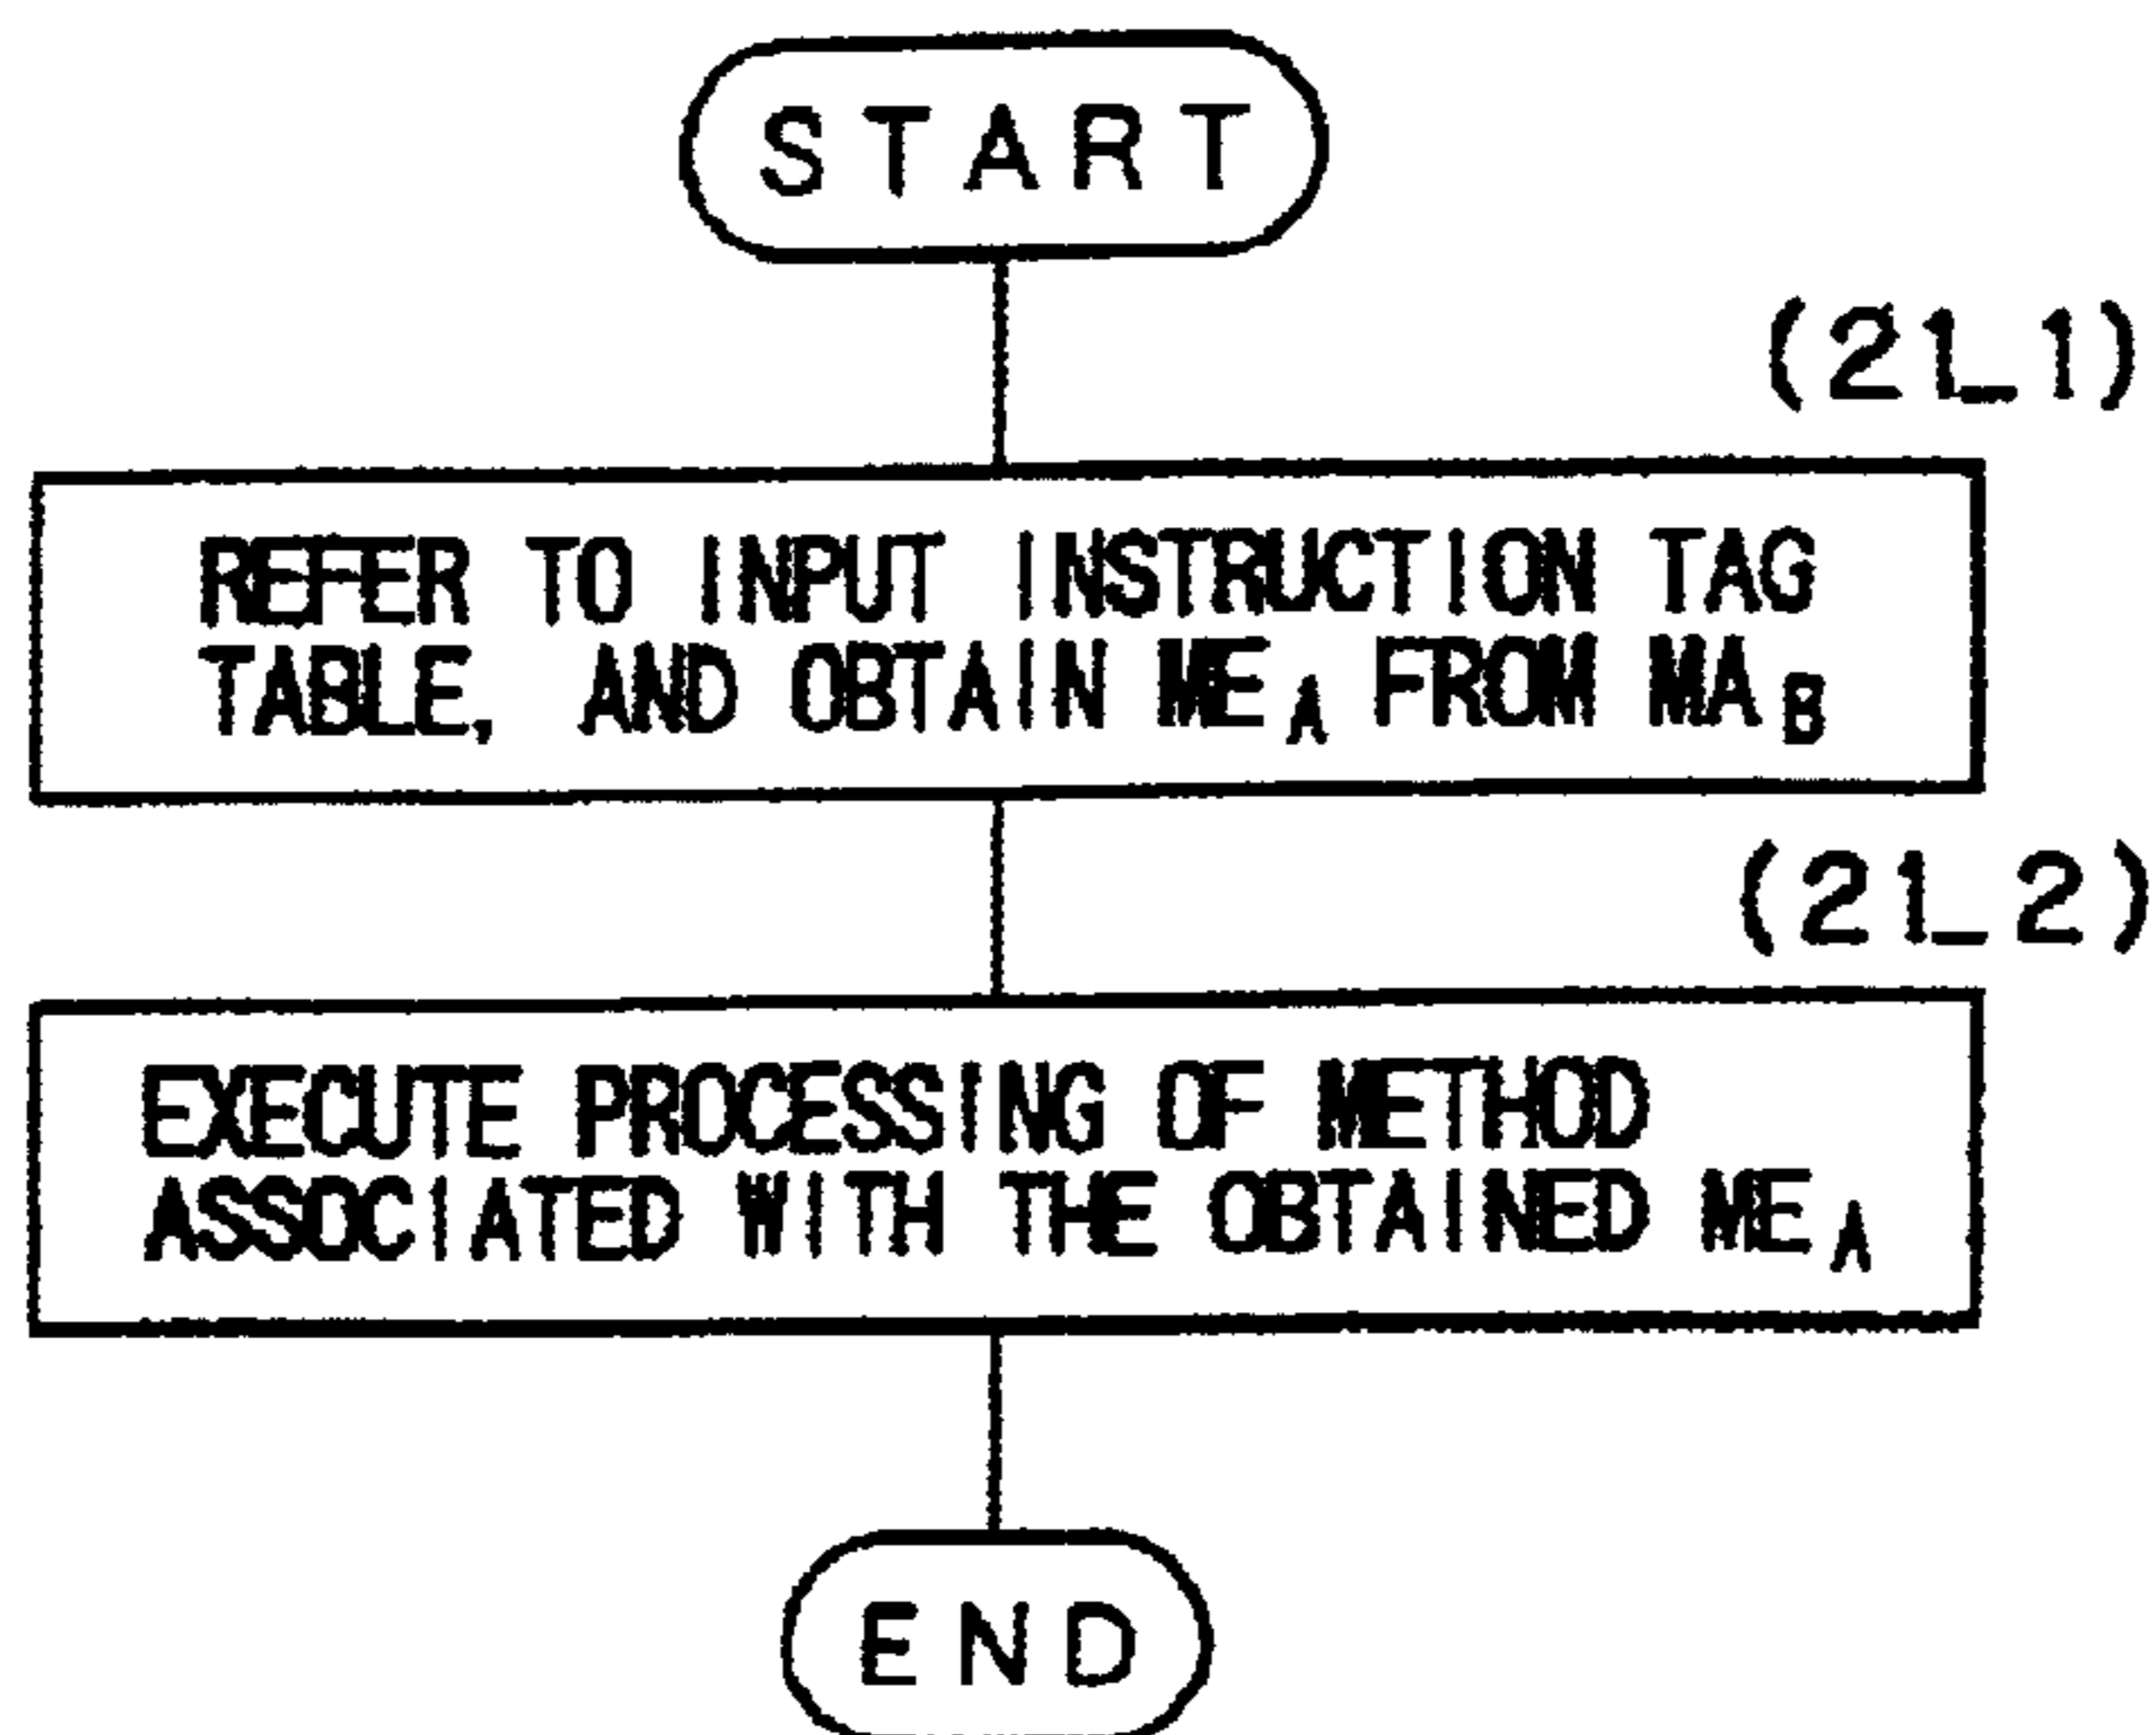 START
(21_1)
REFER TO INPUT INSTRUCTION TAG
TABLE, AND OBTAIN ME_A FROM MA_B
(21_2)
EXECUTE PROCESSING OF METHOD
ASSOCIATED WITH THE OBTAINED ME_A
END